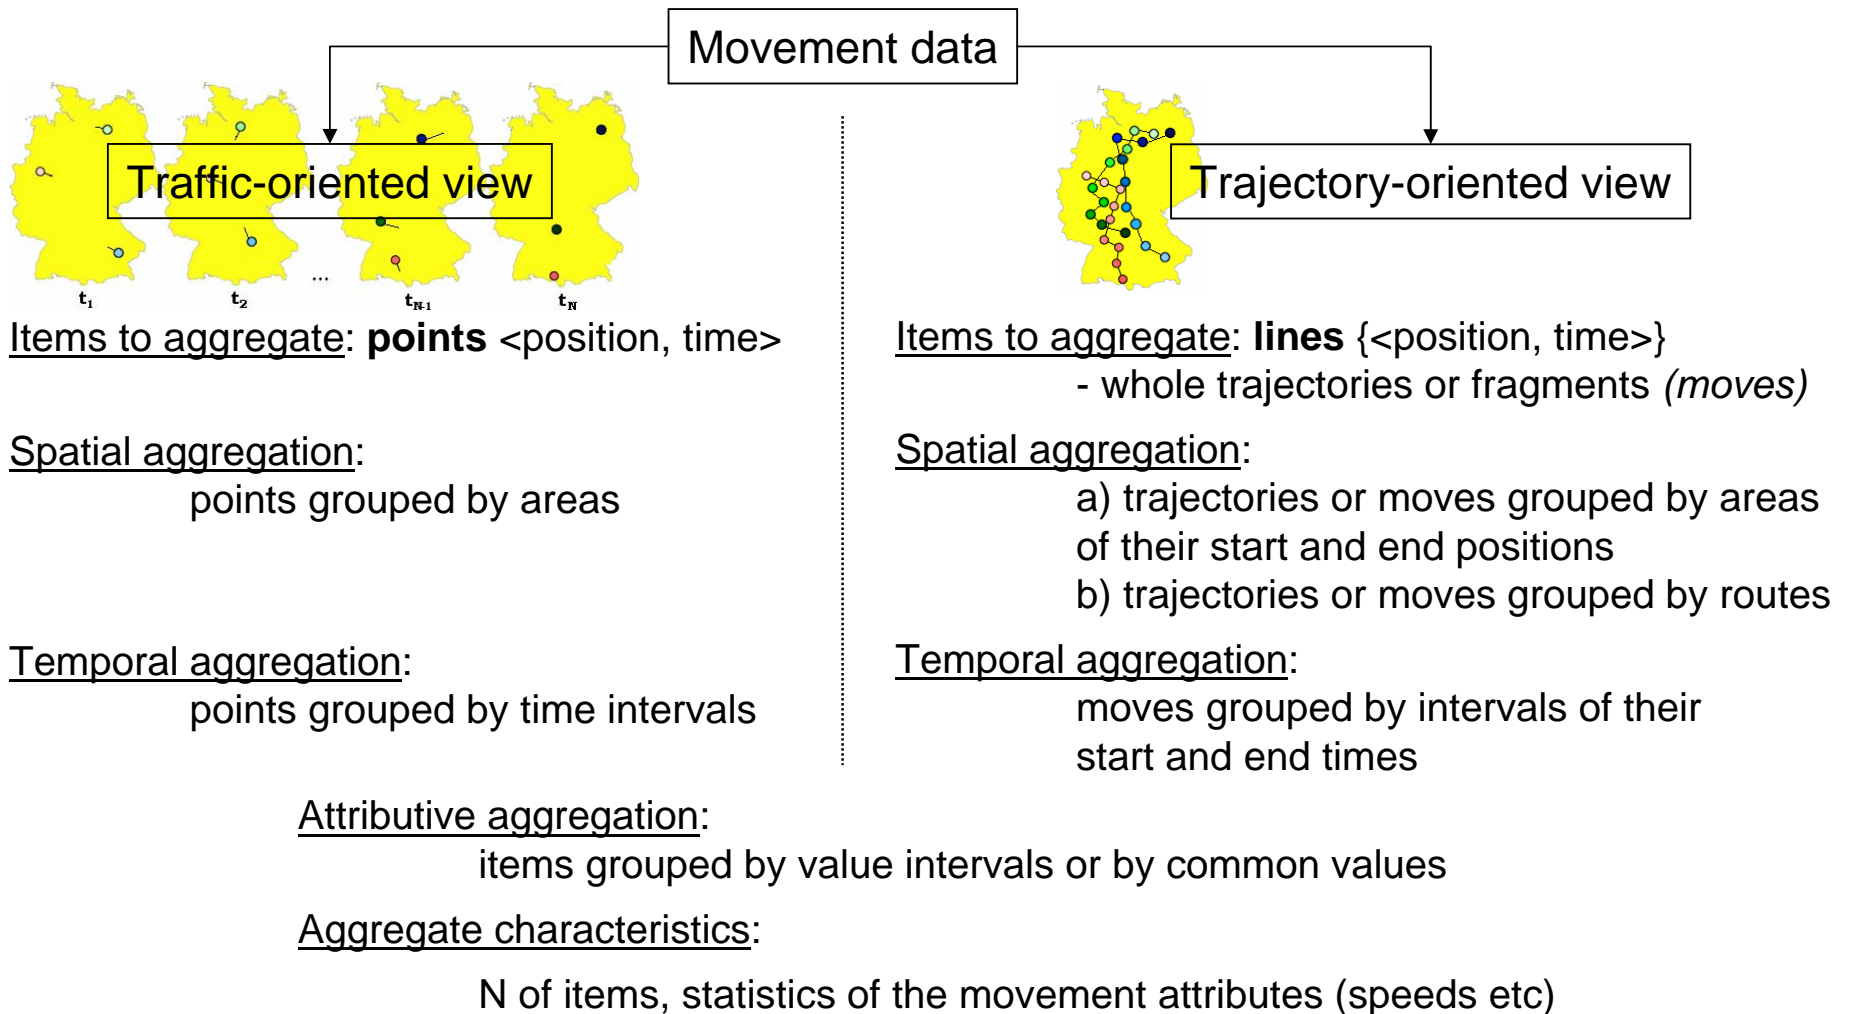 Movement data
Traffic-oriented view
t1
t2
...
tN-1
tN
Items to aggregate: points <position, time>
Spatial aggregation:
points grouped by areas
Temporal aggregation:
points grouped by time intervals
Trajectory-oriented view
Items to aggregate: lines {<position, time>}
- whole trajectories or fragments (moves)
Spatial aggregation:
a) trajectories or moves grouped by areas
of their start and end positions
b) trajectories or moves grouped by routes
Temporal aggregation:
moves grouped by intervals of their
start and end times
Attributive aggregation:
items grouped by value intervals or by common values
Aggregate characteristics:
N of items, statistics of the movement attributes (speeds etc)